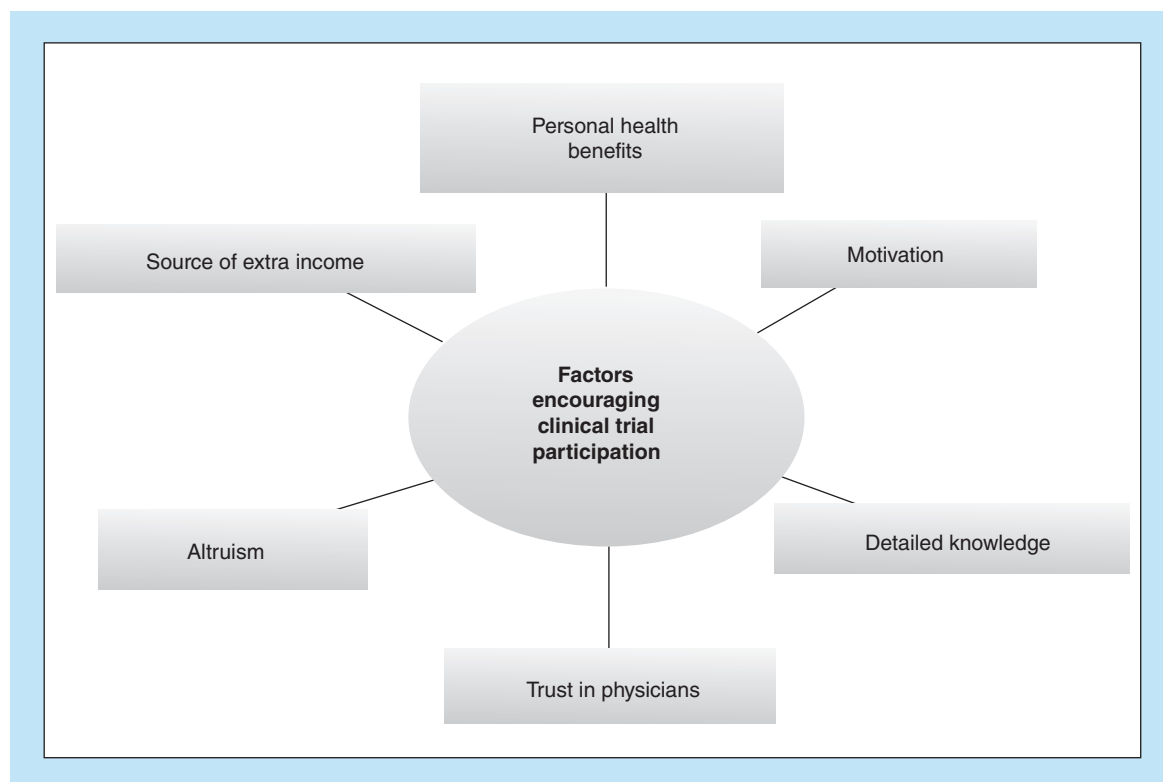 Personal health
benefits
Source of extra income
Motivation
Factors
encouraging
clinical trial
participation
Altruism
Detailed knowledge
Trust in physicians